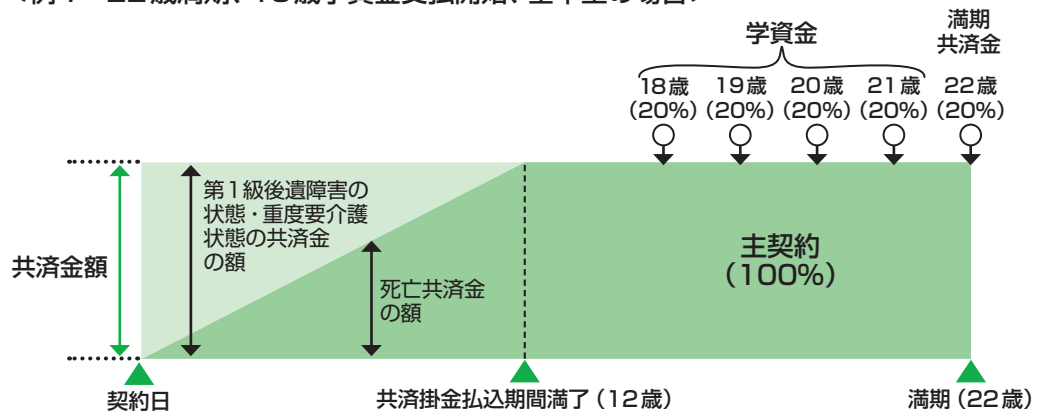 満期
共済金
学資金
18歳 19歳 20歳 21歳 22歳
(20%) (20%) (20%) (20%) (20%)
共済金額
第1級後遺障害の
状態・重度要介護
状態の共済金
の額
死亡共済金
の額
主契約
(100%)
契約日
共済掛金払込期間満了(12歳)
満期(22歳)